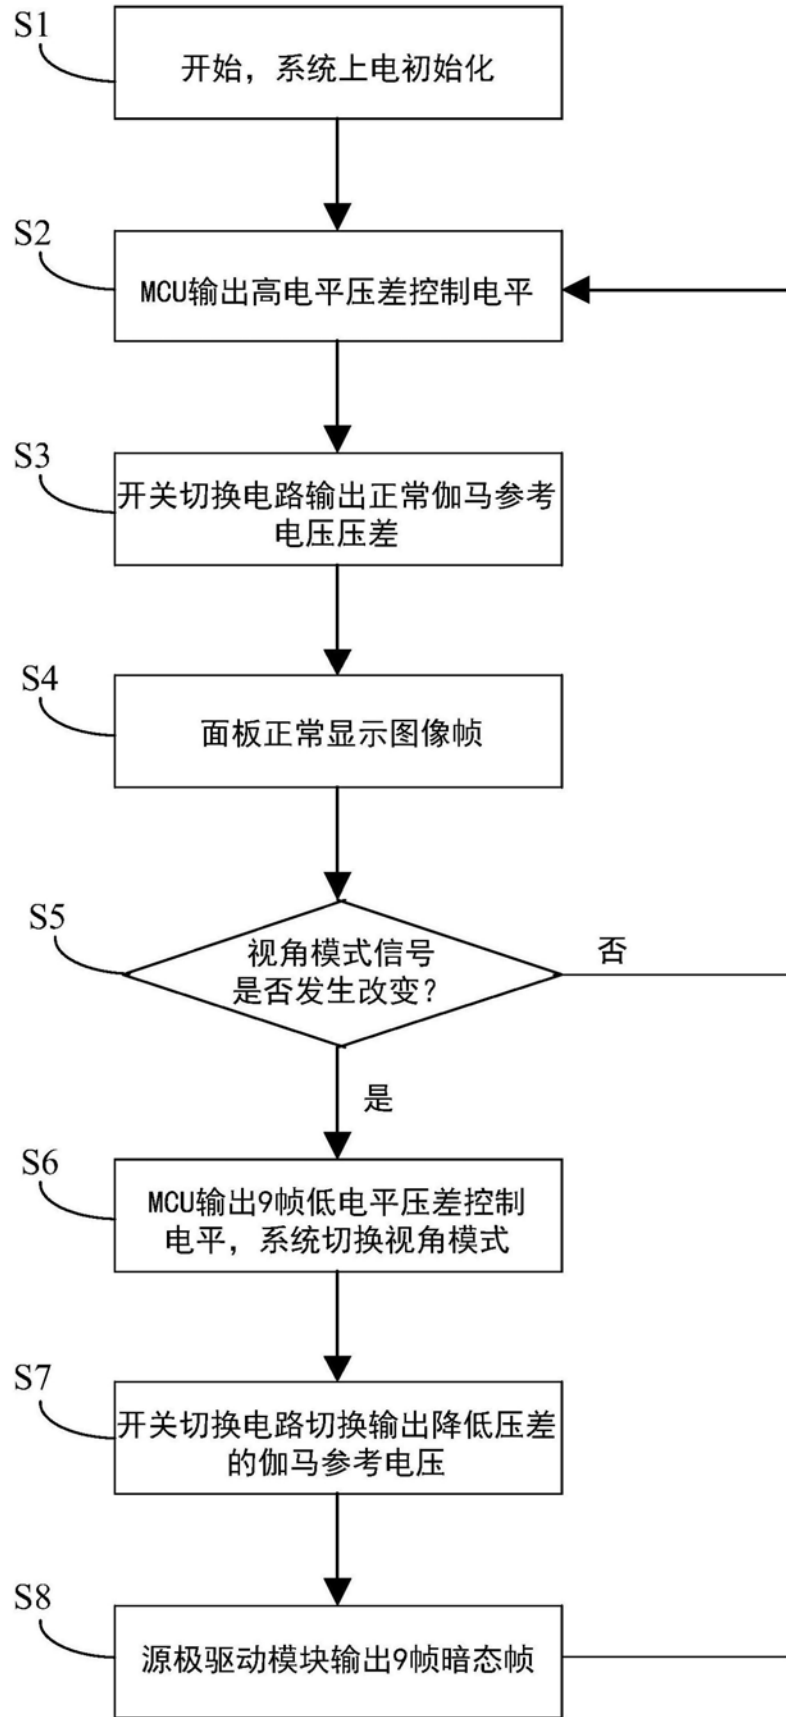 S1
开始，系统上电初始化
S2
MCU输出高电平压差控制电平
S3
开关切换电路输出正常伽马参考
电压压差
S4
面板正常显示图像帧
S5
视角模式信号
是否发生改变？
否
是
S6
MCU输出9帧低电平压差控制
电平，系统切换视角模式
S7
开关切换电路切换输出降低压差
的伽马参考电压
S8
源极驱动模块输出9帧暗态帧